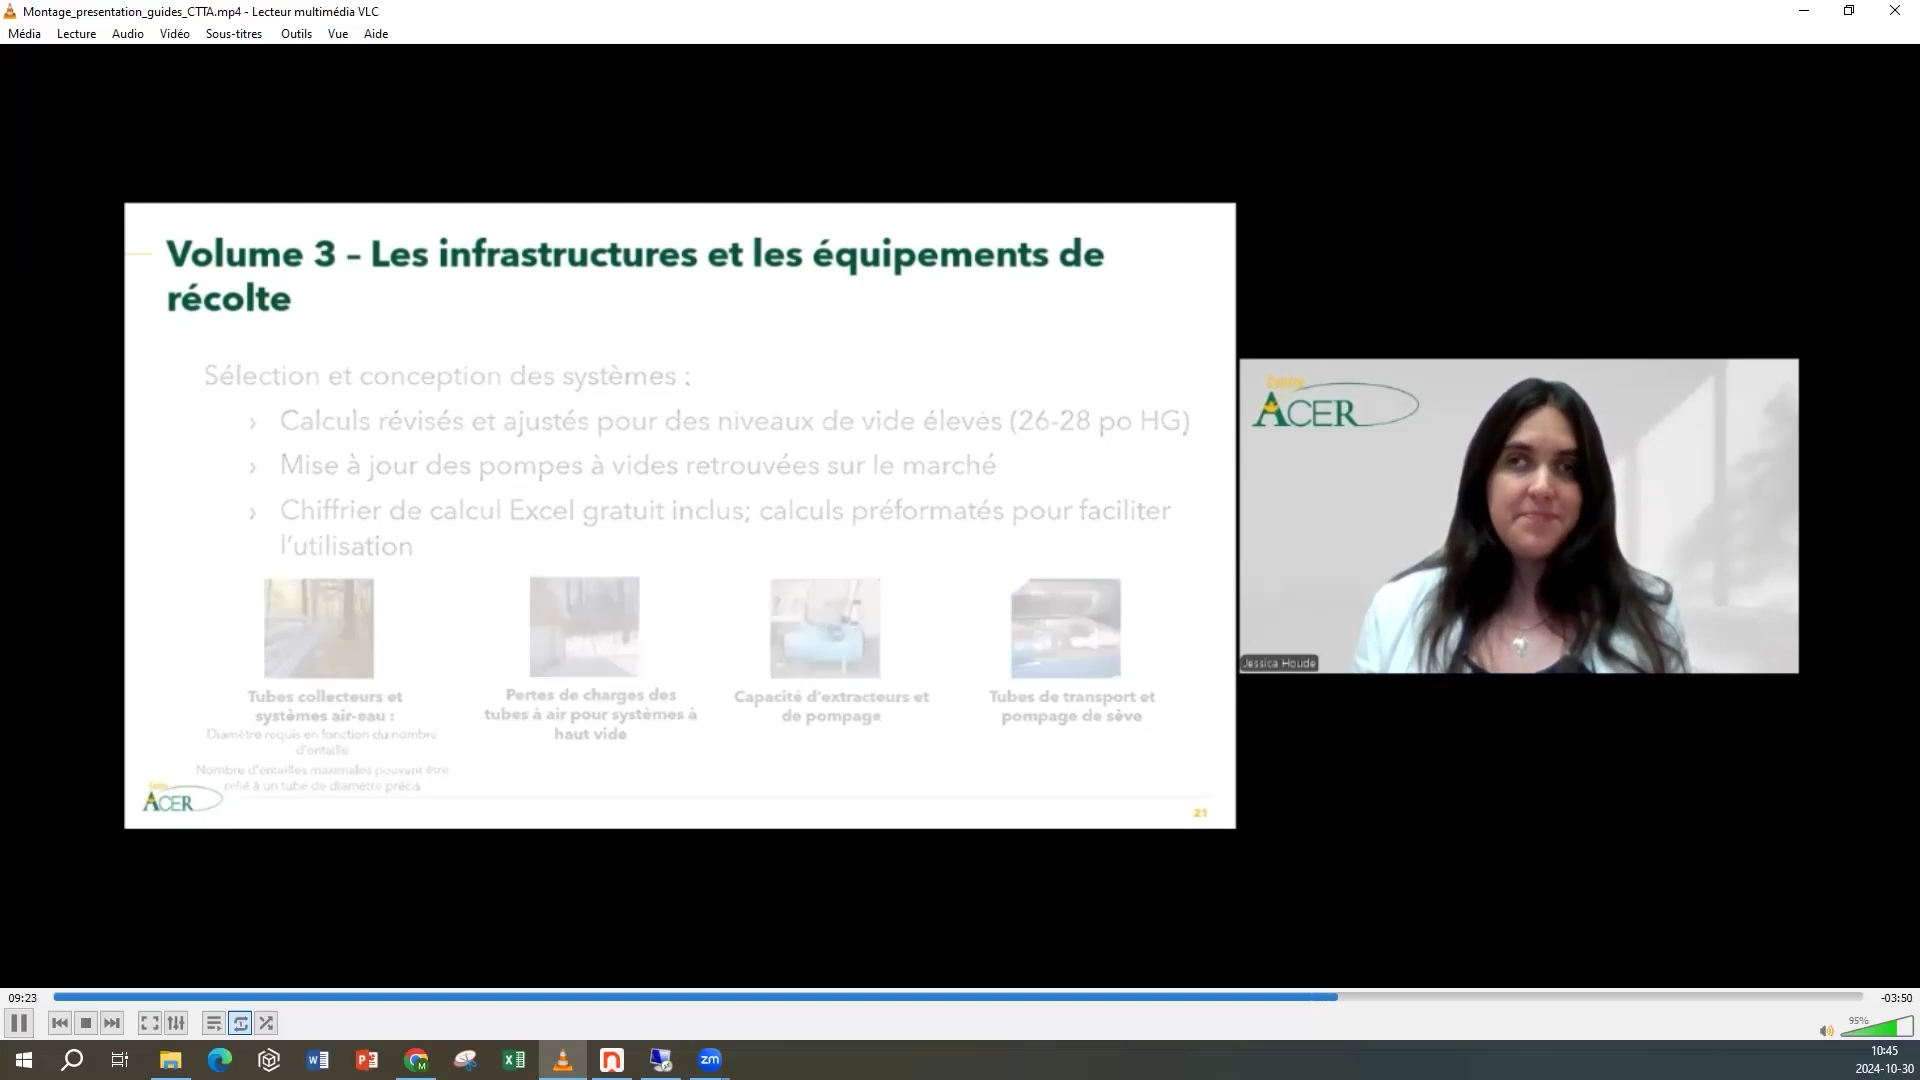 Montage_presentation_guides_CTTA.mp4 - Lecteur multimédia VLC
Média Lecture Audio Vidéo Sous-titres Outils Vue Aide
Volume 3 – Les infrastructures et les équipements de
récolte
Sélection et conception des systèmes :
› Calculs révisés et ajustés pour des niveaux de vide élevés (26-28 po HG)
› Mise à jour des pompes à vides retrouvées sur le marché
› Chiffrier de calcul Excel gratuit inclus; calculs préformatés pour faciliter
l'utilisation
Tubes collecteurs et
systèmes air-eau :
Diamètre requis en fonction du nombre
d'entaille
Nombre d'entailles maximales pouvant être
relié à un tube de diamètre précis
Pertes de charges des
tubes à air pour systèmes à
haut vide
Capacité d'extracteurs et
de pompage
Tubes de transport et
pompage de sève
Centre
ACER
21
Centre
ACER
Jessica Houde
09:23
-03:50
95%
zm
10:45
2024-10-30